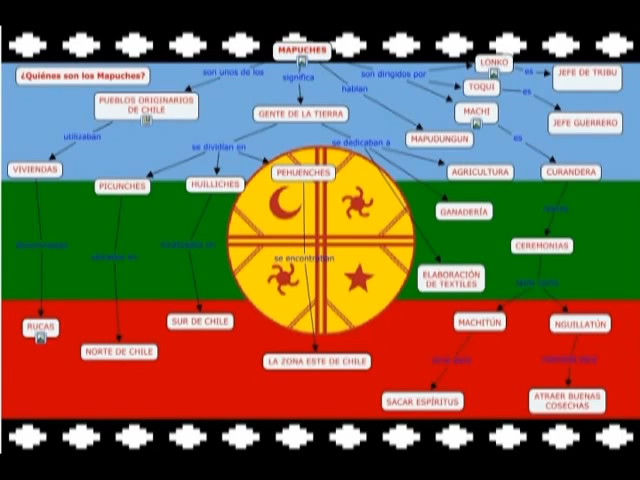 MAPUCHES
¿Quiénes son los Mapuches?
son unos de los
significa
hablan
son dirigidos por
LONKO
es
JEFE DE TRIBU
TOQUI
es
PUEBLOS ORIGINARIOS
DE CHILE
GENTE DE LA TIERRA
MACHI
JEFE GUERRERO
utilizaban
se dividían en
se dedicaban a
MAPUDUNGUN
es
VIVIENDAS
PICUNCHES
HUILLICHES
PEHUENCHES
AGRICULTURA
CURANDERA
GANADERÍA
CEREMONIAS
se encontraban
ELABORACIÓN
DE TEXTILES
RUCAS
SUR DE CHILE
MACHITÚN
NGUILLATÚN
NORTE DE CHILE
LA ZONA ESTE DE CHILE
SACAR ESPÍRITUS
ATRAER BUENAS
COSECHAS